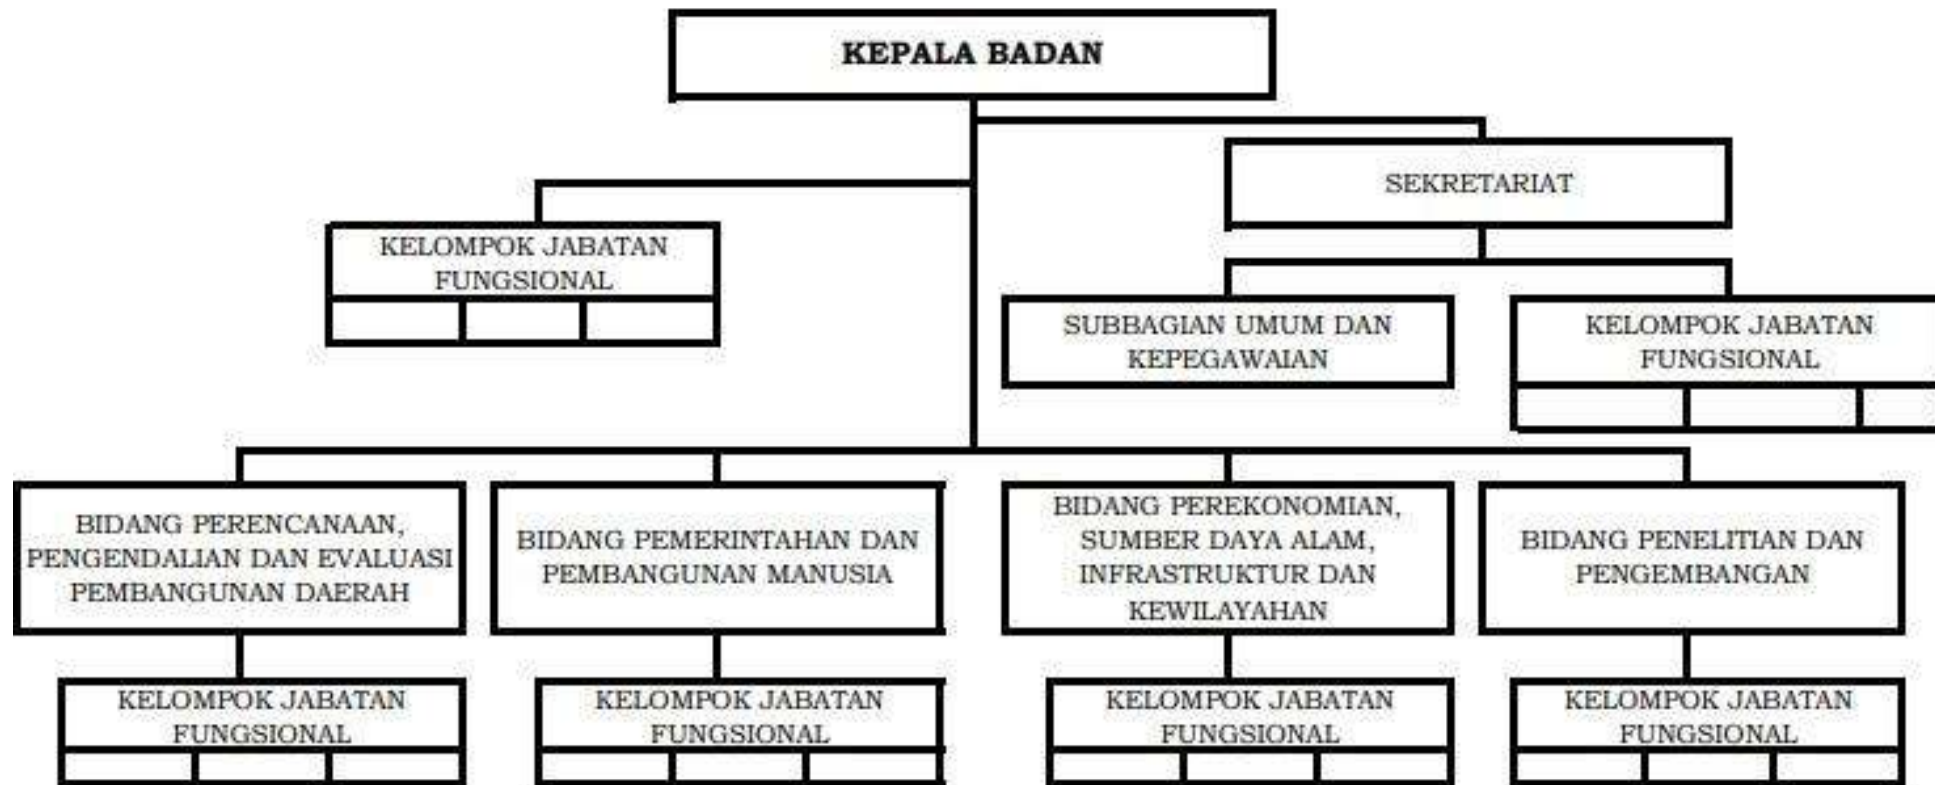 KEPALA BADAN
SEKRETARIAT
KELOMPOK JABATAN
FUNGSIONAL
SUBBAGIAN UMUM DAN
KEPEGAWAIAN
KELOMPOK JABATAN
FUNGSIONAL
BIDANG PERENCANAAN,
PENGENDALIAN DAN EVALUASI
PEMBANGUNAN DAERAH
BIDANG PEMERINTAHAN DAN
PEMBANGUNAN MANUSIA
BIDANG PEREKONOMIAN,
SUMBER DAYA ALAM,
INFRASTRUKTUR DAN
KEWILAYAHAN
BIDANG PENELITIAN DAN
PENGEMBANGAN
KELOMPOK JABATAN
FUNGSIONAL
KELOMPOK JABATAN
FUNGSIONAL
KELOMPOK JABATAN
FUNGSIONAL
KELOMPOK JABATAN
FUNGSIONAL